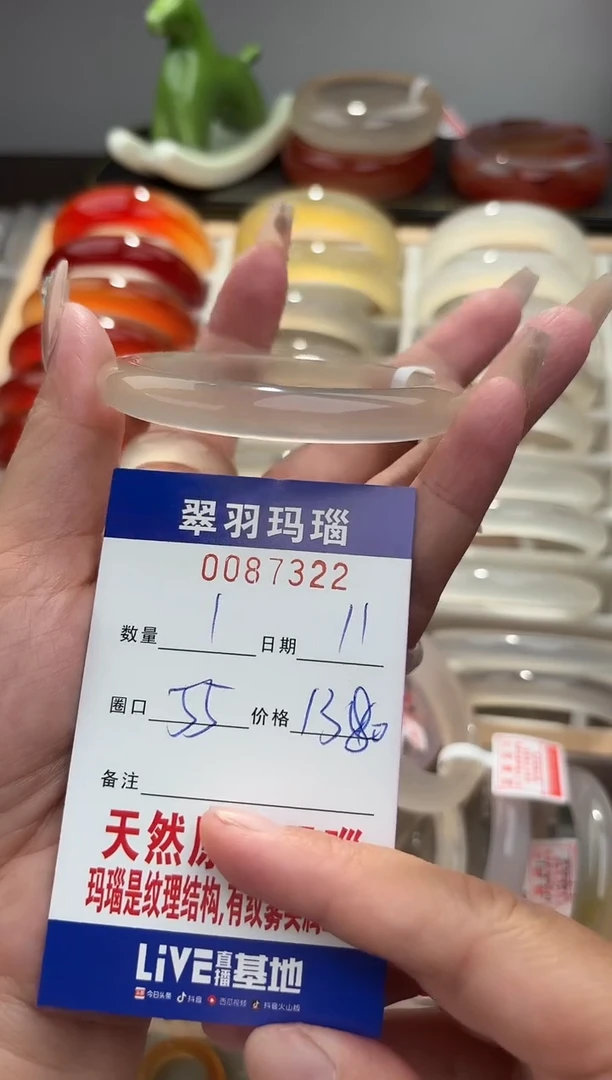 翠羽玛瑙
0087322
数量 1 日期 11
圈口 55 价格 1380
备注
天然
玛瑙是纹理结构,有纹雾
LiVE直播基地
今日头条 抖音 西瓜视频 抖音火山版